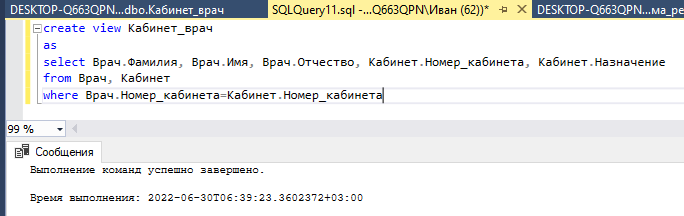 DESKTOP-Q663QPN...dbo.Кабинет_врач
SQLQuery11.sql -...Q663QPN\Иван (62))*
DESKTOP-Q663QPN...ма_ре
create view Кабинет_врач
as
select Врач.Фамилия, Врач.Имя, Врач.Отчество, Кабинет.Номер_кабинета, Кабинет.Назначение
from Врач, Кабинет
where Врач.Номер_кабинета=Кабинет.Номер_кабинета
99 %
Сообщения
Выполнение команд успешно завершено.
Время выполнения: 2022-06-30T06:39:23.3602372+03:00